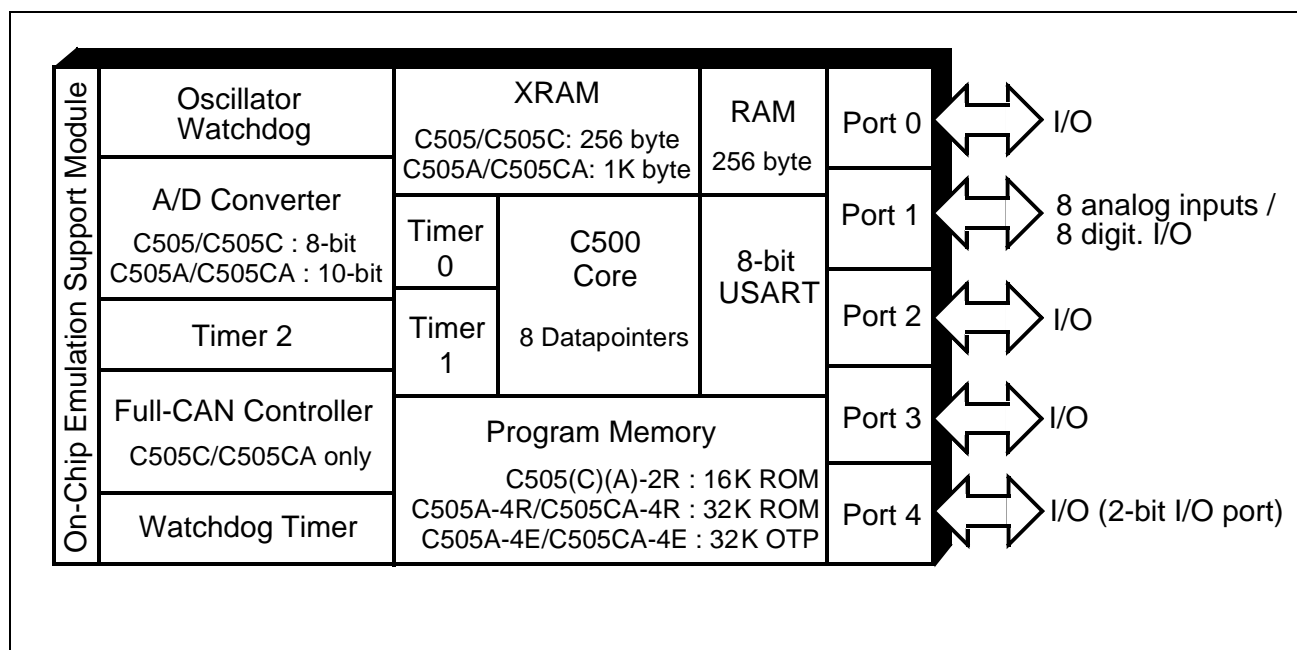 On-Chip Emulation Support Module
Oscillator
Watchdog
A/D Converter
C505/C505C : 8-bit
C505A/C505CA : 10-bit
Timer 2
Full-CAN Controller
C505C/C505CA only
Watchdog Timer
XRAM
C505/C505C: 256 byte
C505A/C505CA: 1K byte
RAM
256 byte
Timer
0
Timer
1
C500
Core
8 Datapointers
8-bit
USART
Program Memory
C505(C)(A)-2R : 16K ROM
C505A-4R/C505CA-4R : 32K ROM
C505A-4E/C505CA-4E : 32K OTP
Port 0
I/O
Port 1
8 analog inputs /
8 digit. I/O
Port 2
I/O
Port 3
I/O
Port 4
I/O (2-bit I/O port)